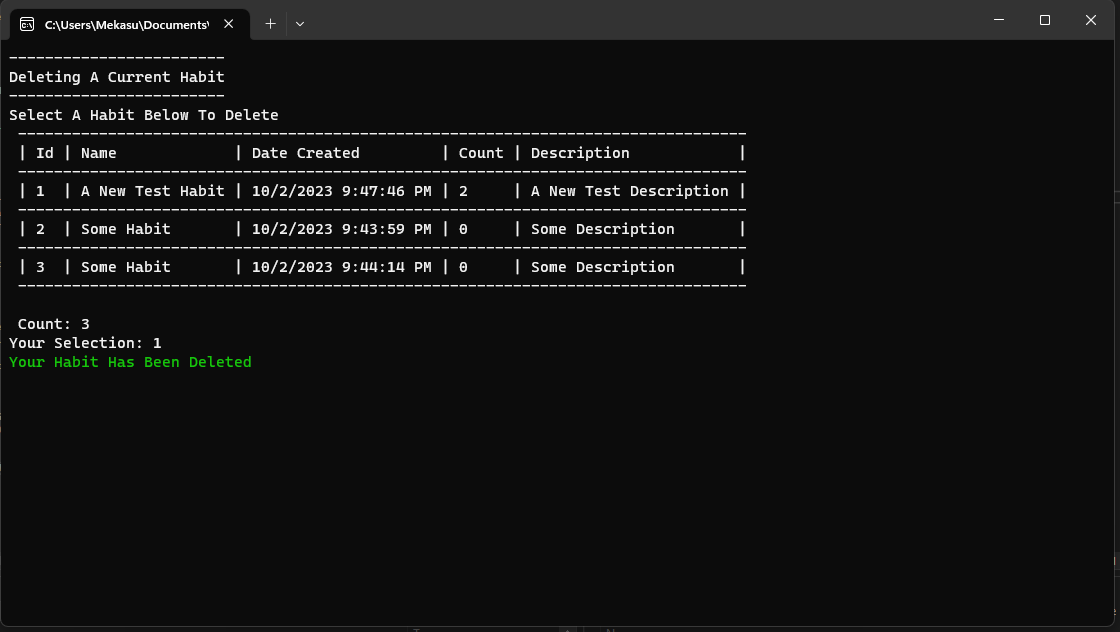 C:\Users\Mekasu\Documents\
------------------------
Deleting A Current Habit
------------------------
Select A Habit Below To Delete
 ---------------------------------------------------------------------------------
 | Id | Name             | Date Created         | Count | Description            |
 ---------------------------------------------------------------------------------
 | 1  | A New Test Habit | 10/2/2023 9:47:46 PM | 2     | A New Test Description |
 ---------------------------------------------------------------------------------
 | 2  | Some Habit       | 10/2/2023 9:43:59 PM | 0     | Some Description       |
 ---------------------------------------------------------------------------------
 | 3  | Some Habit       | 10/2/2023 9:44:14 PM | 0     | Some Description       |
 ---------------------------------------------------------------------------------
 Count: 3
Your Selection: 1
Your Habit Has Been Deleted